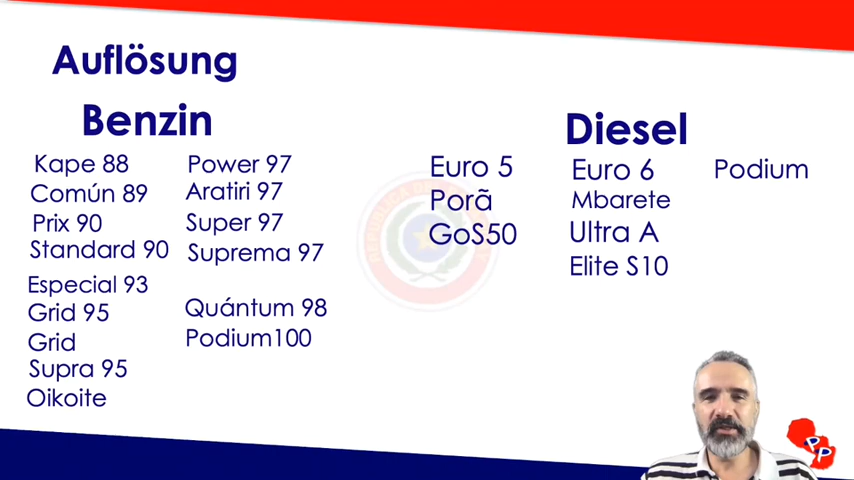 Auflösung
Benzin
Kape 88
Común 89
Prix 90
Standard 90
Especial 93
Grid 95
Grid
Supra 95
Oikoite
Power 97
Aratiri 97
Super 97
Suprema 97
Quántum 98
Podium100
Diesel
Euro 5
Porã
GoS50
Euro 6
Mbarete
Ultra A
Elite S10
Podium
PP